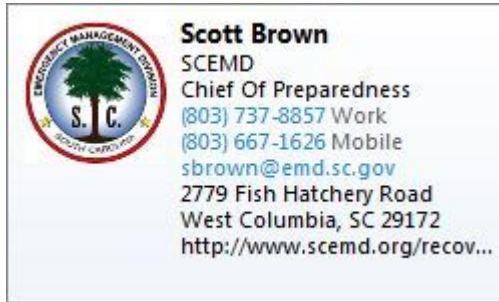 EMERGENCY MANAGEMENT DIVISION
S. C.
SOUTH CAROLINA
Scott Brown
SCEMD
Chief Of Preparedness
(803) 737-8857 Work
(803) 667-1626 Mobile
sbrown@emd.sc.gov
2779 Fish Hatchery Road
West Columbia, SC 29172
http://www.scemd.org/recov...